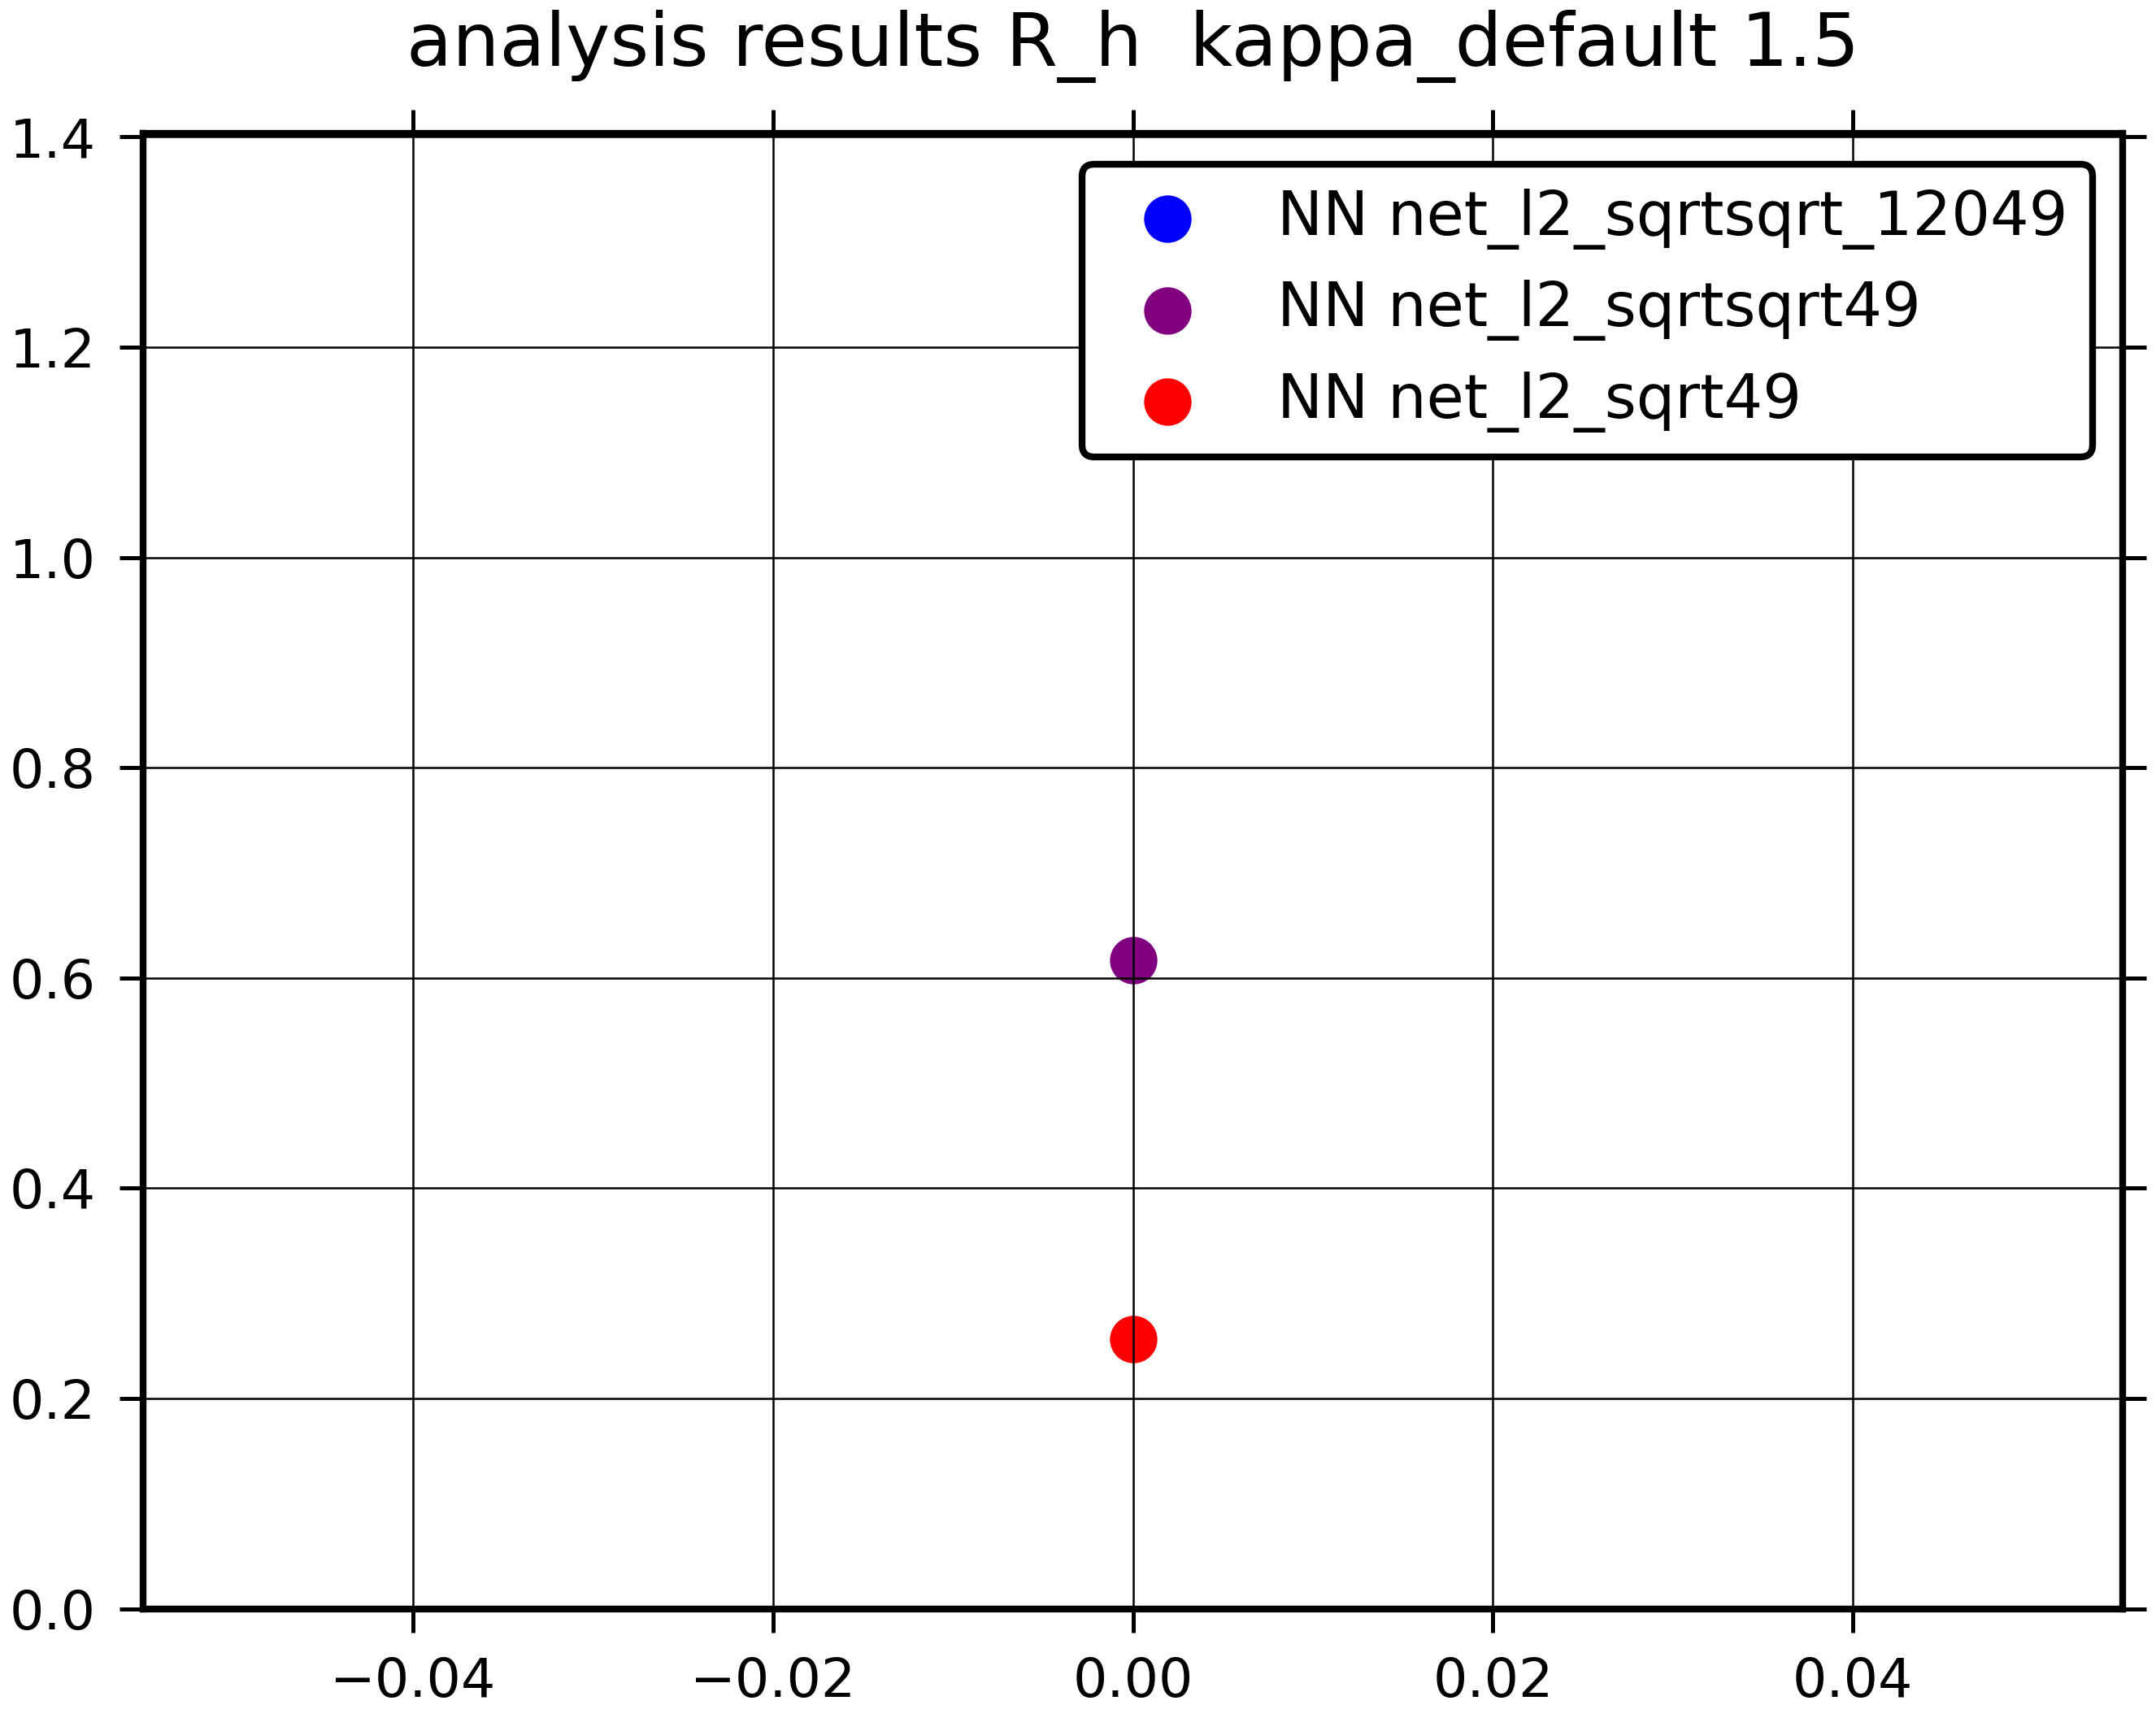 analysis results R_h  kappa_default 1.5
1.4
1.2
1.0
0.8
0.6
0.4
0.2
0.0
NN net_l2_sqrtsqrt_12049
NN net_l2_sqrtsqrt49
NN net_l2_sqrt49
−0.04 −0.02 0.00 0.02 0.04